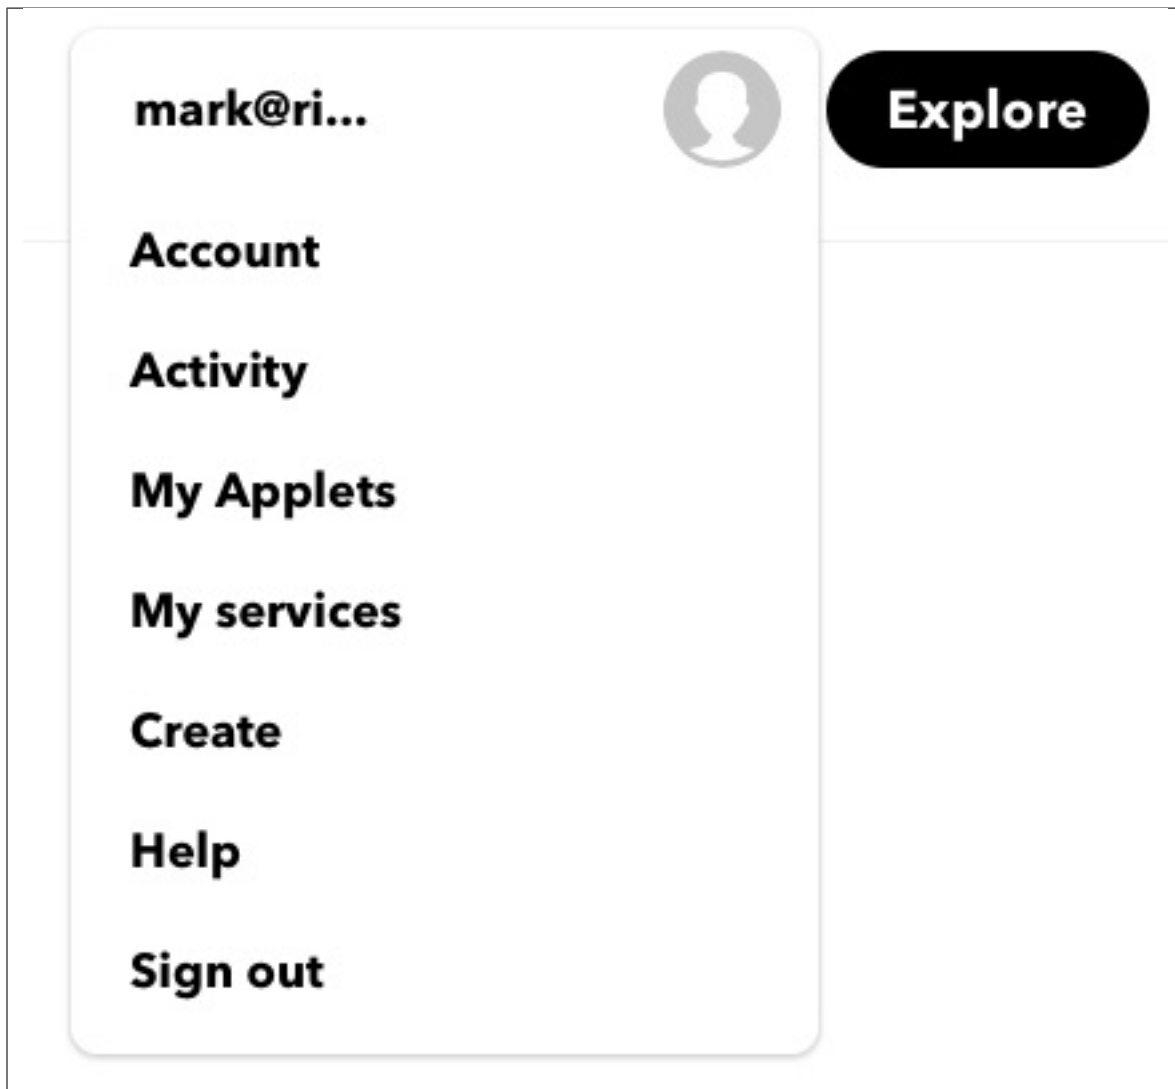 mark@ri...
Explore
Account
Activity
My Applets
My services
Create
Help
Sign out